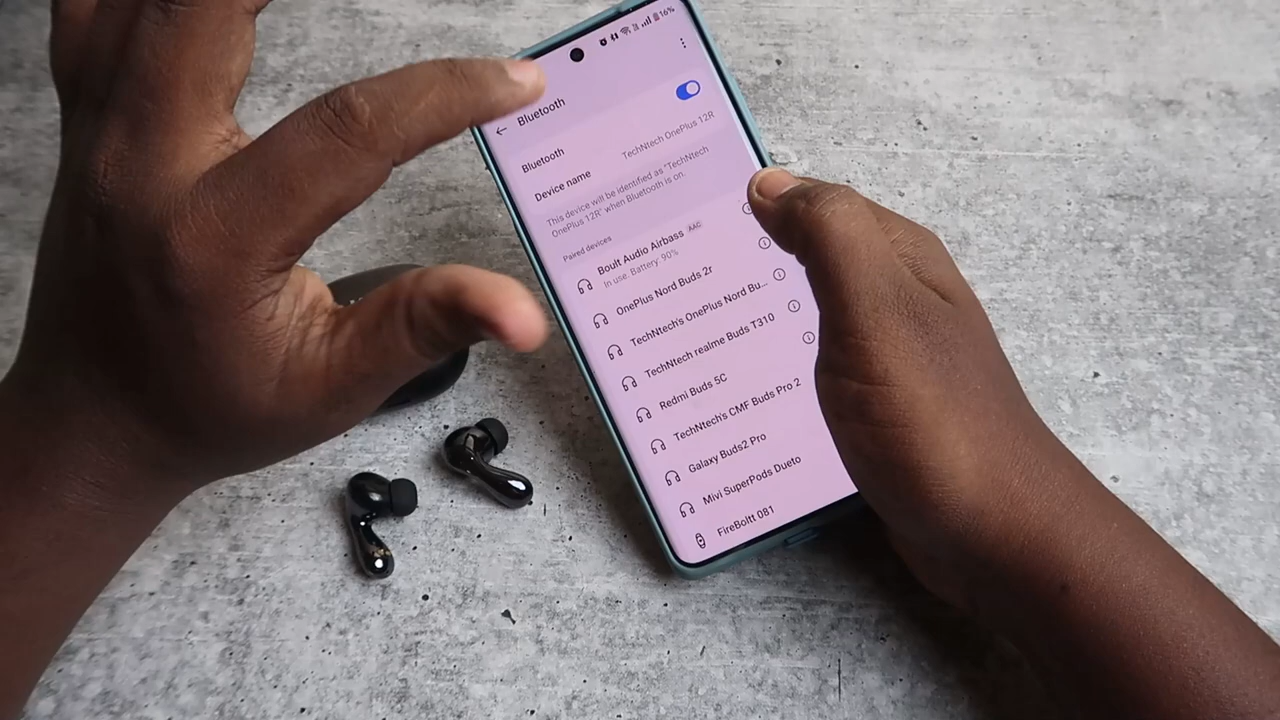 16%
Bluetooth
Bluetooth
Device name TechNtech OnePlus 12R
This device will be identified as "TechNtech
OnePlus 12R" when Bluetooth is on.
Paired devices
Boult Audio Airbass AAC
In use. Battery 90%
OnePlus Nord Buds 2r
TechNtech's OnePlus Nord Bu...
TechNtech realme Buds T310
Redmi Buds 5C
TechNtech's CMF Buds Pro 2
Galaxy Buds2 Pro
Mivi SuperPods Dueto
FireBoltt 081